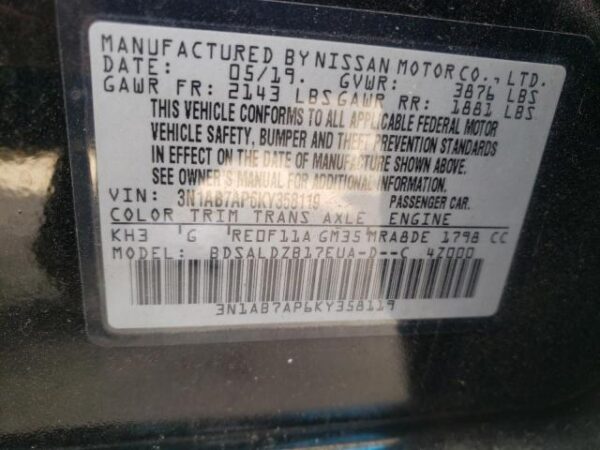 MANUFACTURED BY NISSAN MOTOR CO., LTD.
DATE: 05/19. GVWR: 3876 LBS
GAWR FR: 2143 LBS GAWR RR: 1881 LBS
THIS VEHICLE CONFORMS TO ALL APPLICABLE FEDERAL MOTOR
VEHICLE SAFETY, BUMPER AND THEFT PREVENTION STANDARDS
IN EFFECT ON THE DATE OF MANUFACTURE SHOWN ABOVE.
SEE OWNER'S MANUAL FOR ADDITIONAL INFORMATION.
VIN: 3N1AB7AP6KY358119 PASSENGER CAR.
COLOR TRIM TRANS AXLE ENGINE
KH3 G RE0F11A GM35 MRA8DE 1798 CC
MODEL: BDSALDZB17EUA-D--C 4Z000
3N1AB7AP6KY358119